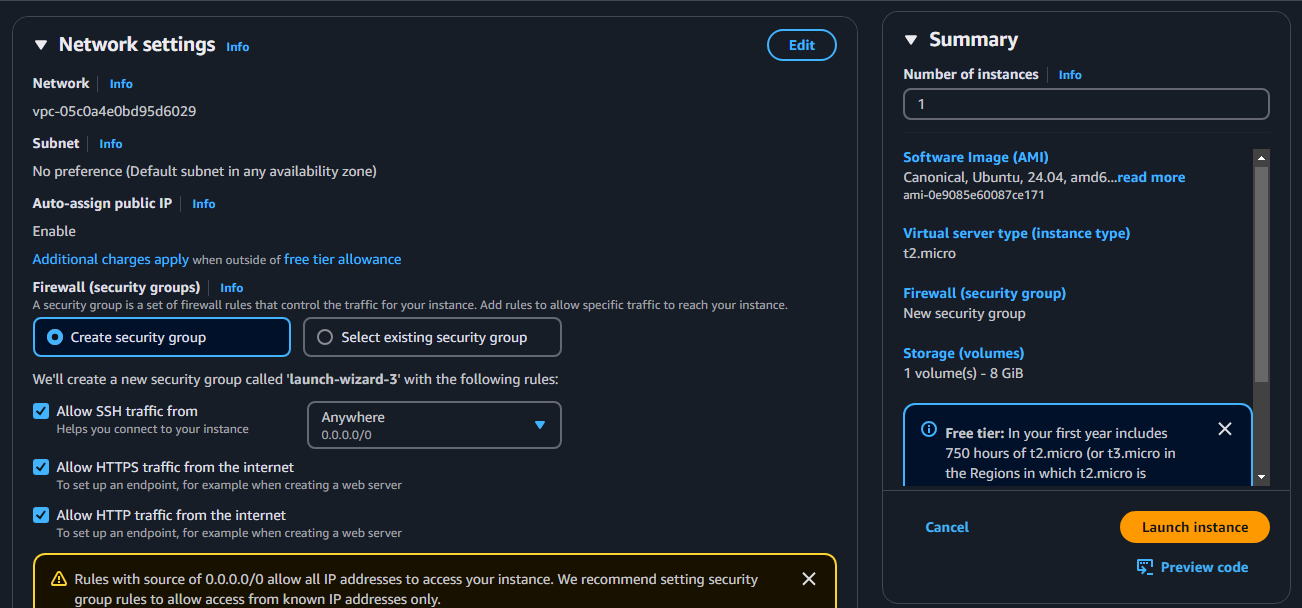 Network settings Info
Edit
Network Info
vpc-05c0a4e0bd95d6029
Subnet Info
No preference (Default subnet in any availability zone)
Auto-assign public IP Info
Enable
Additional charges apply when outside of free tier allowance
Firewall (security groups) Info
A security group is a set of firewall rules that control the traffic for your instance. Add rules to allow specific traffic to reach your instance.
Create security group
Select existing security group
We'll create a new security group called 'launch-wizard-3' with the following rules:
Allow SSH traffic from
Helps you connect to your instance
Anywhere
0.0.0.0/0
Allow HTTPS traffic from the internet
To set up an endpoint, for example when creating a web server
Allow HTTP traffic from the internet
To set up an endpoint, for example when creating a web server
Rules with source of 0.0.0.0/0 allow all IP addresses to access your instance. We recommend setting security
group rules to allow access from known IP addresses only.
Summary
Number of instances Info
1
Software Image (AMI)
Canonical, Ubuntu, 24.04, amd6...read more
ami-0e9085e60087ce171
Virtual server type (instance type)
t2.micro
Firewall (security group)
New security group
Storage (volumes)
1 volume(s) - 8 GiB
Free tier: In your first year includes
750 hours of t2.micro (or t3.micro in
the Regions in which t2.micro is
Cancel
Launch instance
Preview code